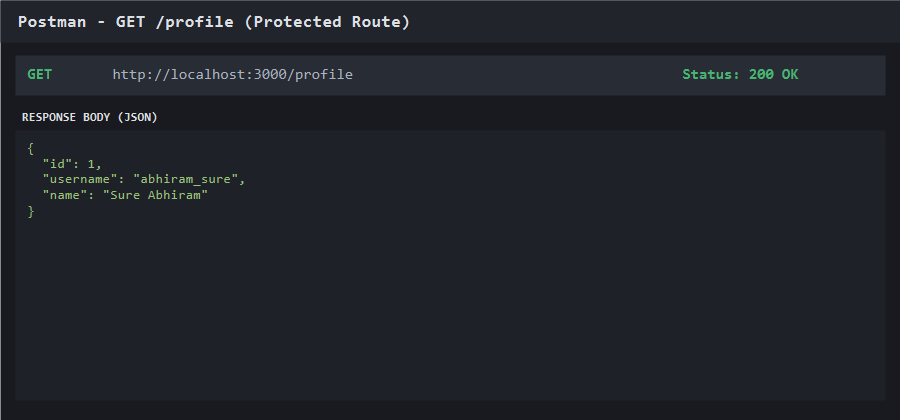 Postman - GET /profile (Protected Route)
GET http://localhost:3000/profile Status: 200 OK
RESPONSE BODY (JSON)
{
  "id": 1,
  "username": "abhiram_sure",
  "name": "Sure Abhiram"
}